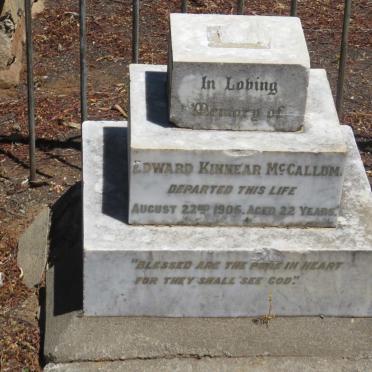 In Loving
Memory of
EDWARD KINNEAR MCCALLUM.
DEPARTED THIS LIFE
AUGUST 22ND 1905. AGED 22 YEARS.
"BLESSED ARE THE PURE IN HEART
FOR THEY SHALL SEE GOD".